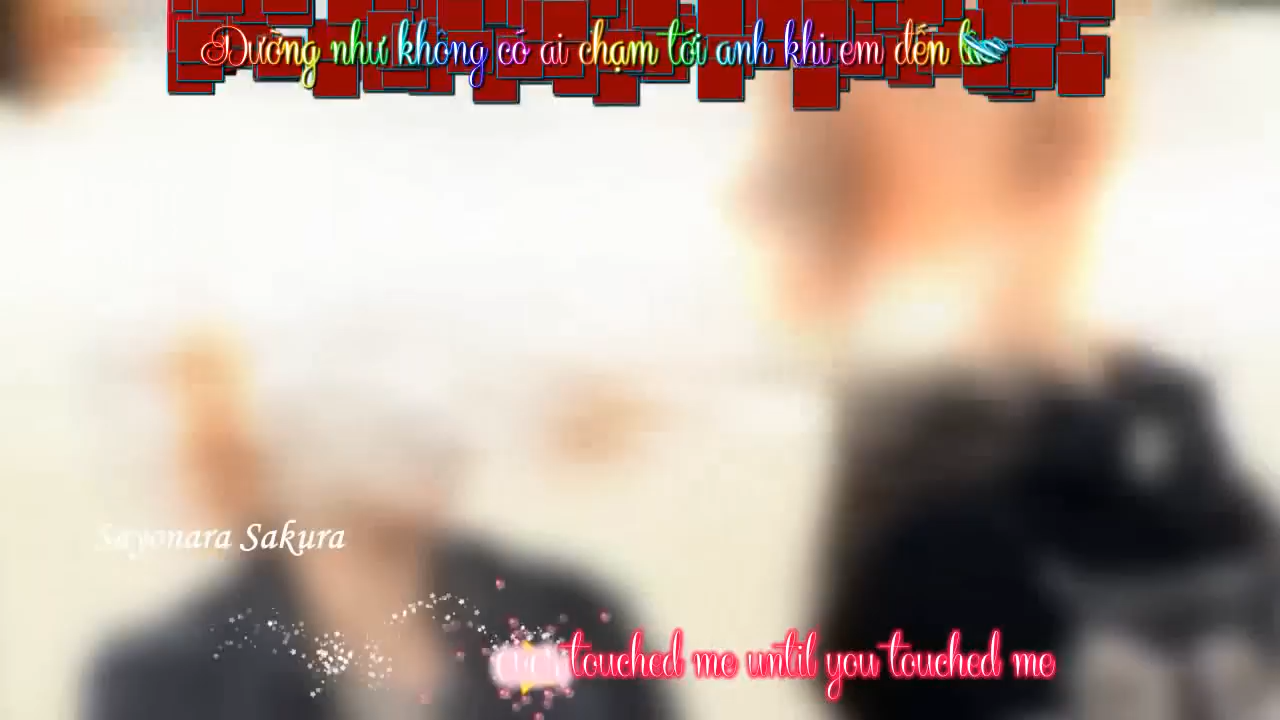 Dường như không có ai chạm tới anh khi em đến
Sayonara Sakura
touched me until you touched me